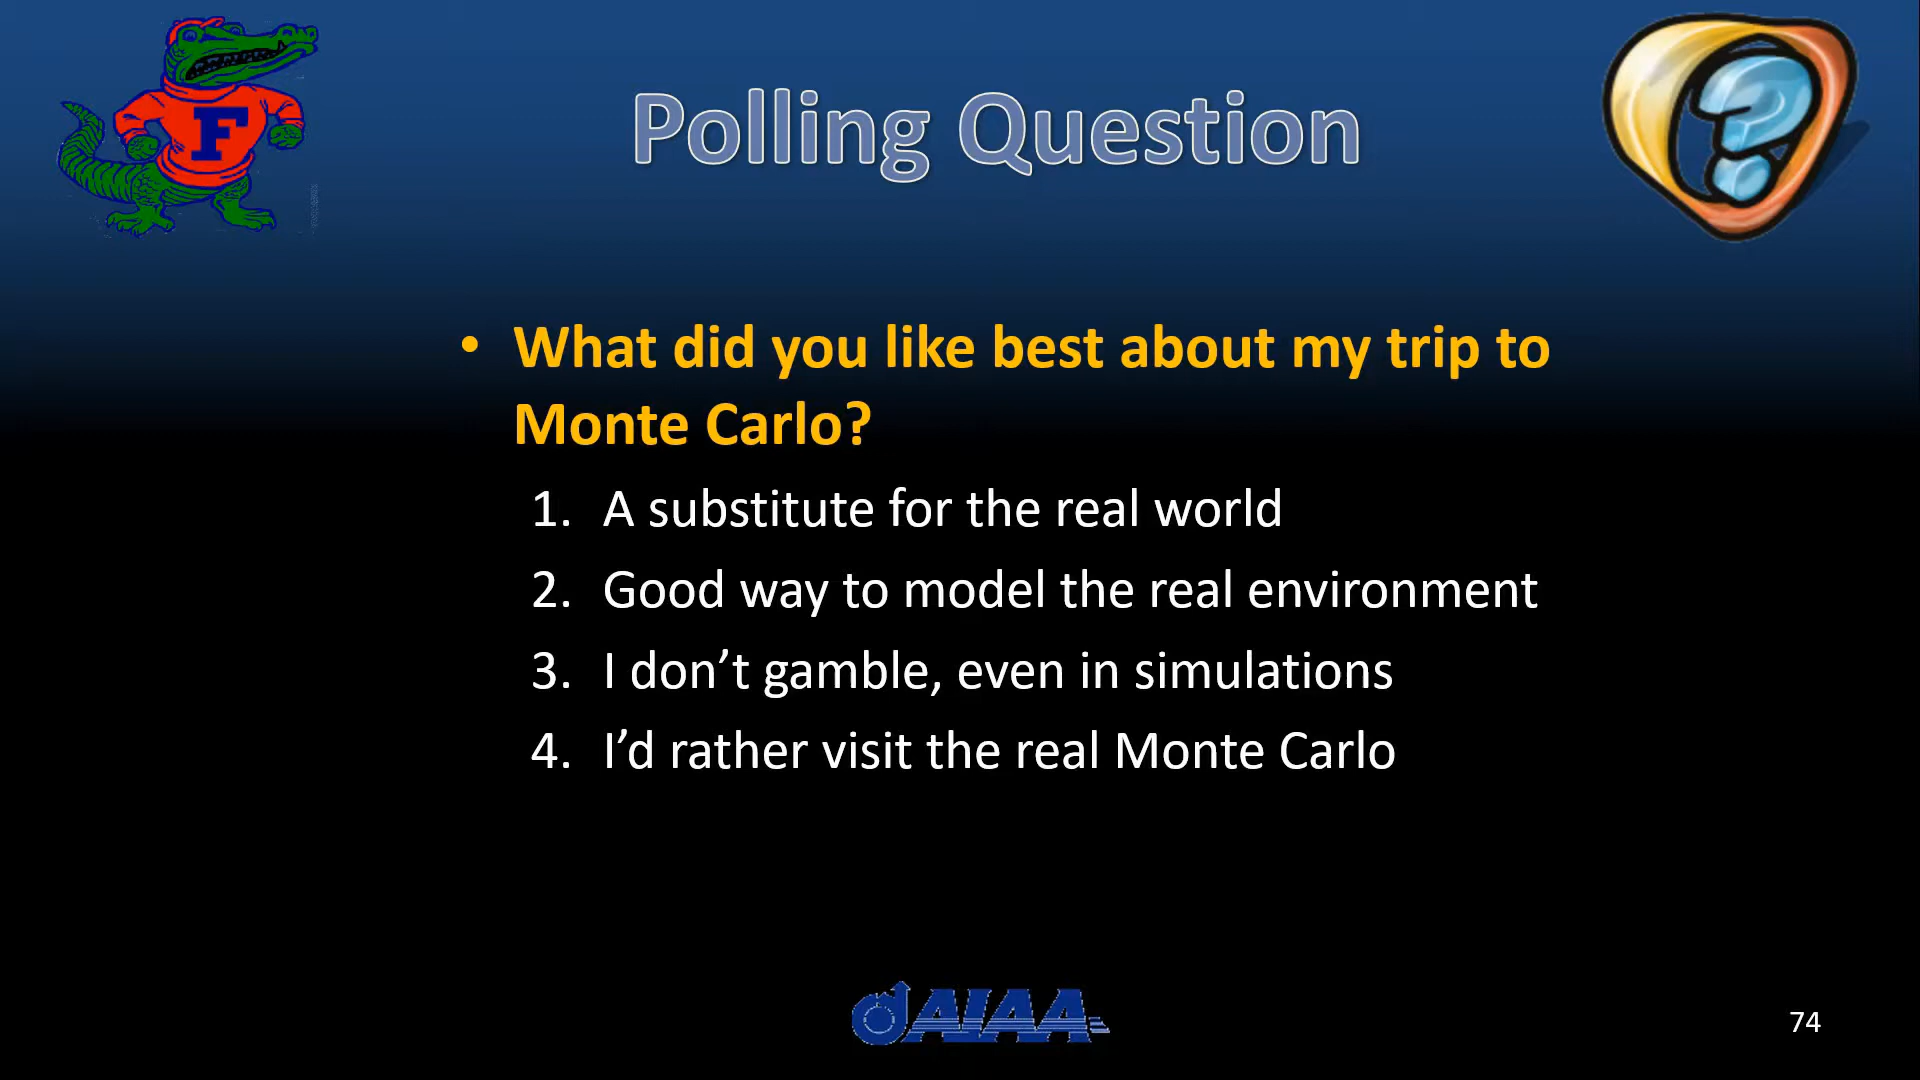 F
Polling Question
• What did you like best about my trip to
Monte Carlo?
1. A substitute for the real world
2. Good way to model the real environment
3. I don’t gamble, even in simulations
4. I’d rather visit the real Monte Carlo
AIAA
74